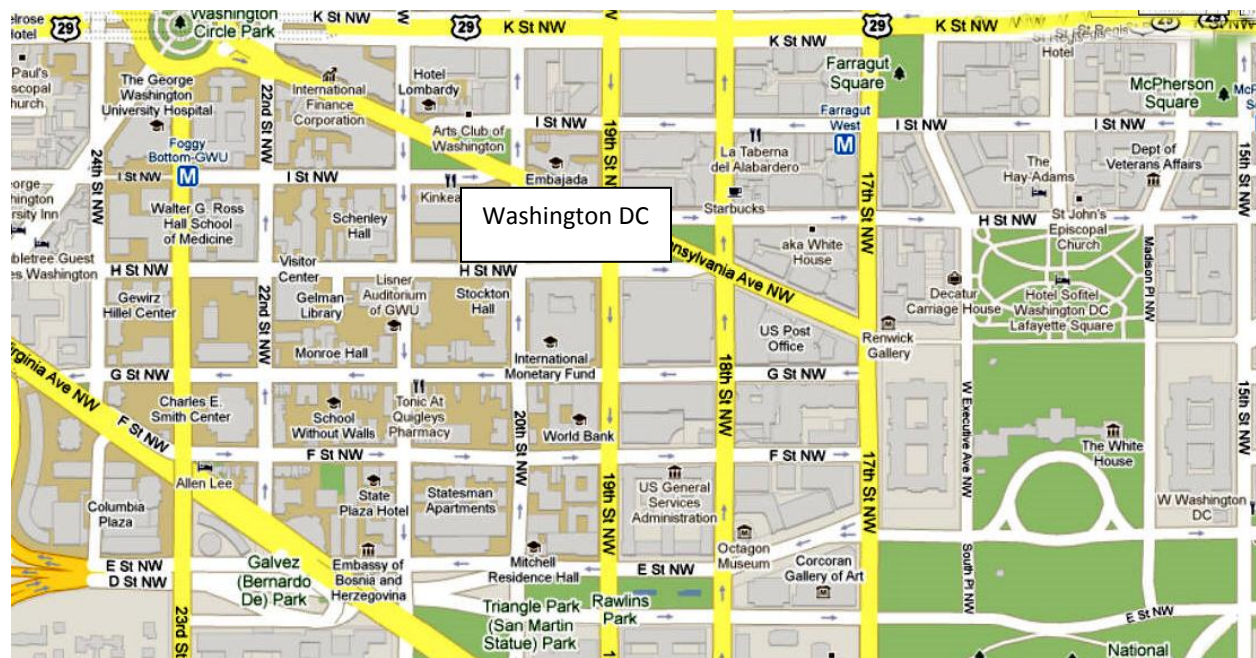 Washington
Circle Park
29
K St NW
29
K St NW
K St NW
29
K St NW
St Regis
Hotel
Paul's
The George
Washington
University Hospital
22nd St NW
International
Finance
Corporation
Hotel
Lombardy
Arts Club of
Washington
I St NW
19th St N
Farragut
Square
Farragut
West
M
McPherson
Square
I St NW
I St NW
La Taberna
del Alabardero
The
Hay-Adams
Dept of
Veterans Affairs
15th St NW
24th St NW
Foggy
Bottom-GWU
M
I St NW
I St NW
Embajada
Starbucks
17th St NW
H St NW
St John's
Episcopal
Church
Walter G. Ross
Hall School
of Medicine
Schenley
Hall
Washington DC
aka White
House
Madison Pl NW
H St NW
Visitor
Center
H St NW
nsylvania Ave NW
Gewirz
Hillel Center
22nd St NW
Gelman
Library
Lisner
Auditorium
of GWU
Stockton
Hall
Decatur
Carriage House
Hotel Sofitel
Washington DC
Lafayette Square
Monroe Hall
International
Monetary Fund
US Post
Office
Renwick
Gallery
G St NW
G St NW
G St NW
18th St NW
irginia Ave NW
F St NW
Charles E.
Smith Center
School
Without Walls
Tonic At
Quigleys
Pharmacy
20th St NW
World Bank
W Executive Ave NW
The White
House
15th St NW
F St NW
F St NW
F St NW
Allen Lee
Columbia
Plaza
State
Plaza Hotel
Statesman
Apartments
19th St NW
US General
Services
Administration
17th St NW
W Washington
DC
E St NW
D St NW
Galvez
(Bernardo
De) Park
Embassy of
Bosnia and
Herzegovina
Mitchell
Residence Hall
E St NW
Octagon
Museum
Corcoran
Gallery of Art
South Pl NW
23rd St
Triangle Park
(San Martin
Statue) Park
Rawlins
Park
E St NW
National